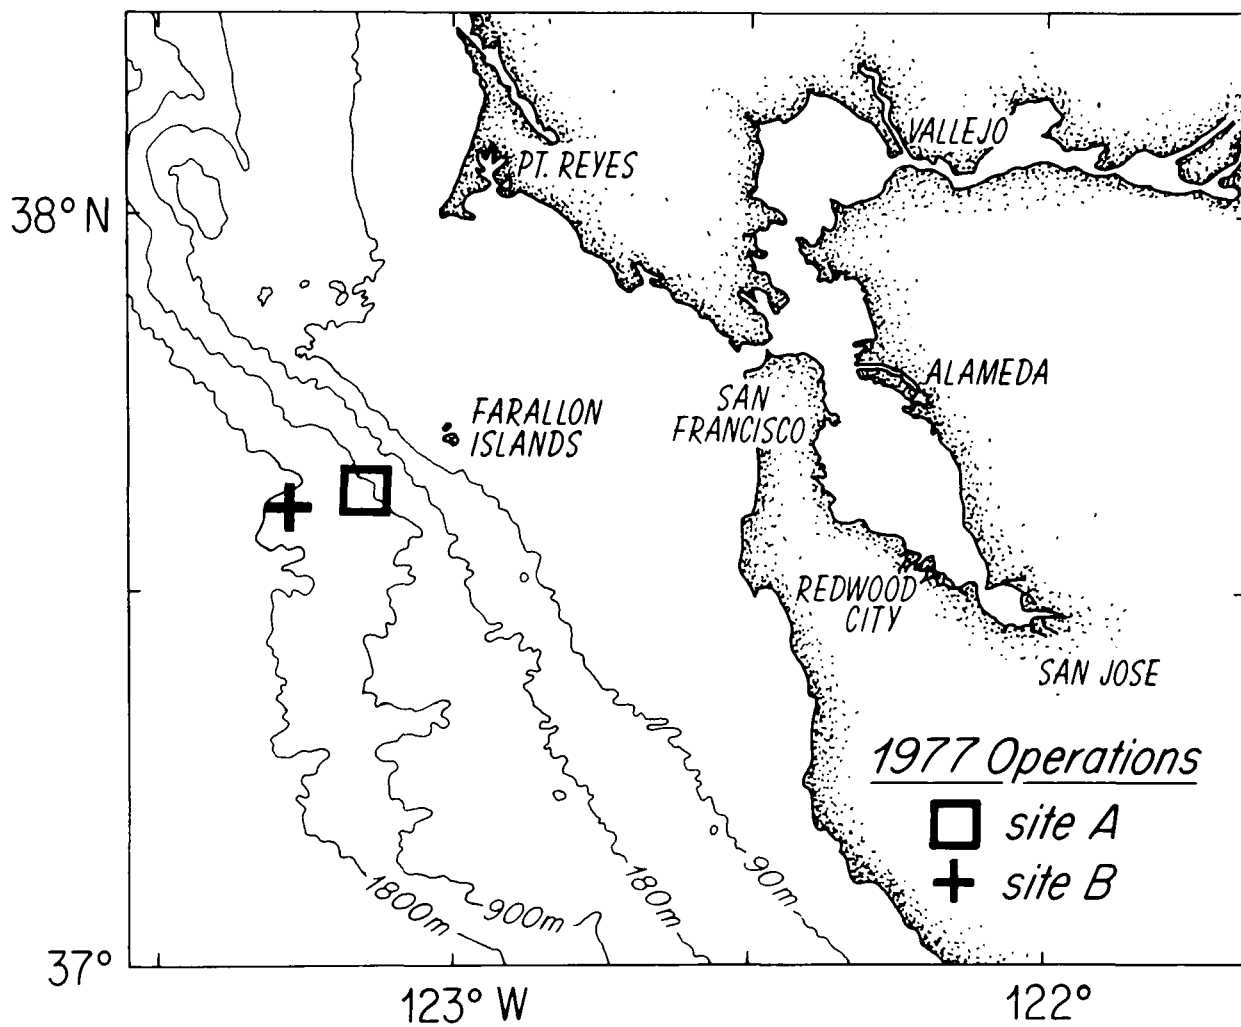 VALLEJO
PT. REYES
38° N
ALAMEDA
SAN
FRANCISCO
FARALLON
ISLANDS
REDWOOD
CITY
SAN JOSE
1977 Operations
site A
site B
1800m
900m
180m
90m
37°
123° W
122°